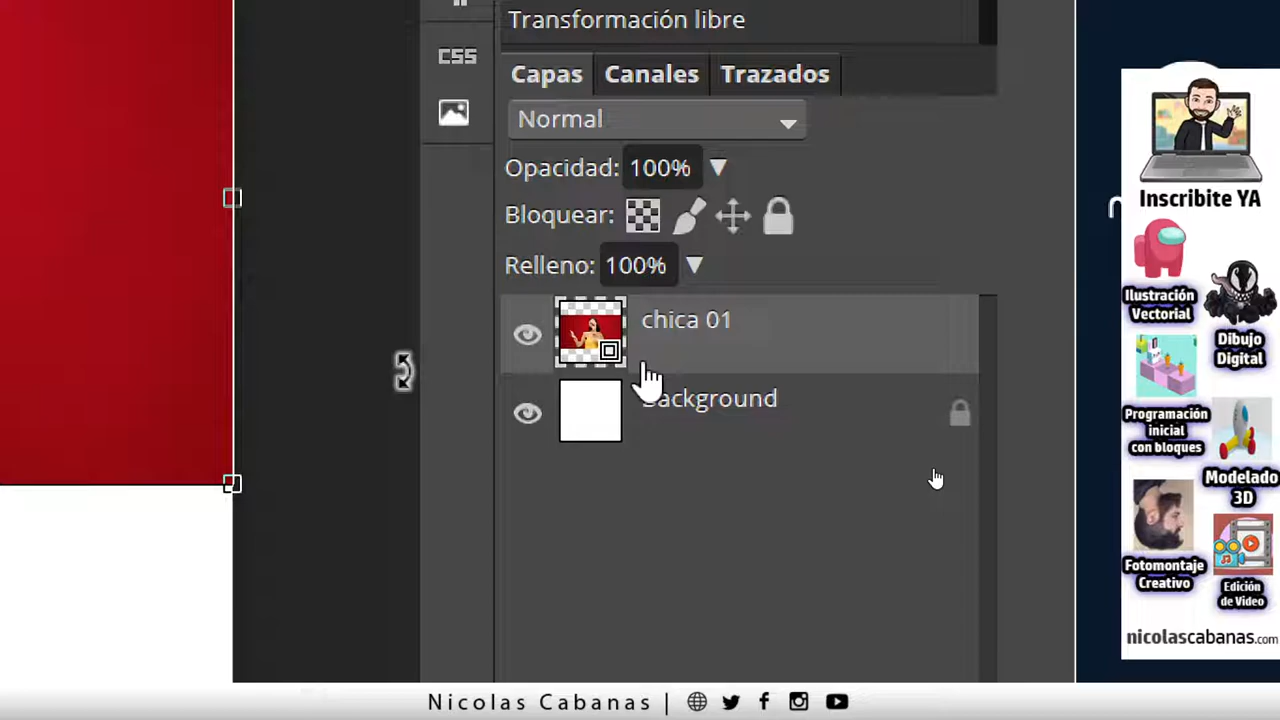 Transformación libre
CSS
Capas Canales Trazados
Normal
Opacidad: 100%
Bloquear:
Relleno: 100%
chica 01
Background
Inscribite YA
Ilustración
Vectorial
Dibujo
Digital
Programación
inicial
con bloques
Modelado
3D
Fotomontaje
Creativo
Edición
de Video
nicolascabanas.com
Nicolas Cabanas |